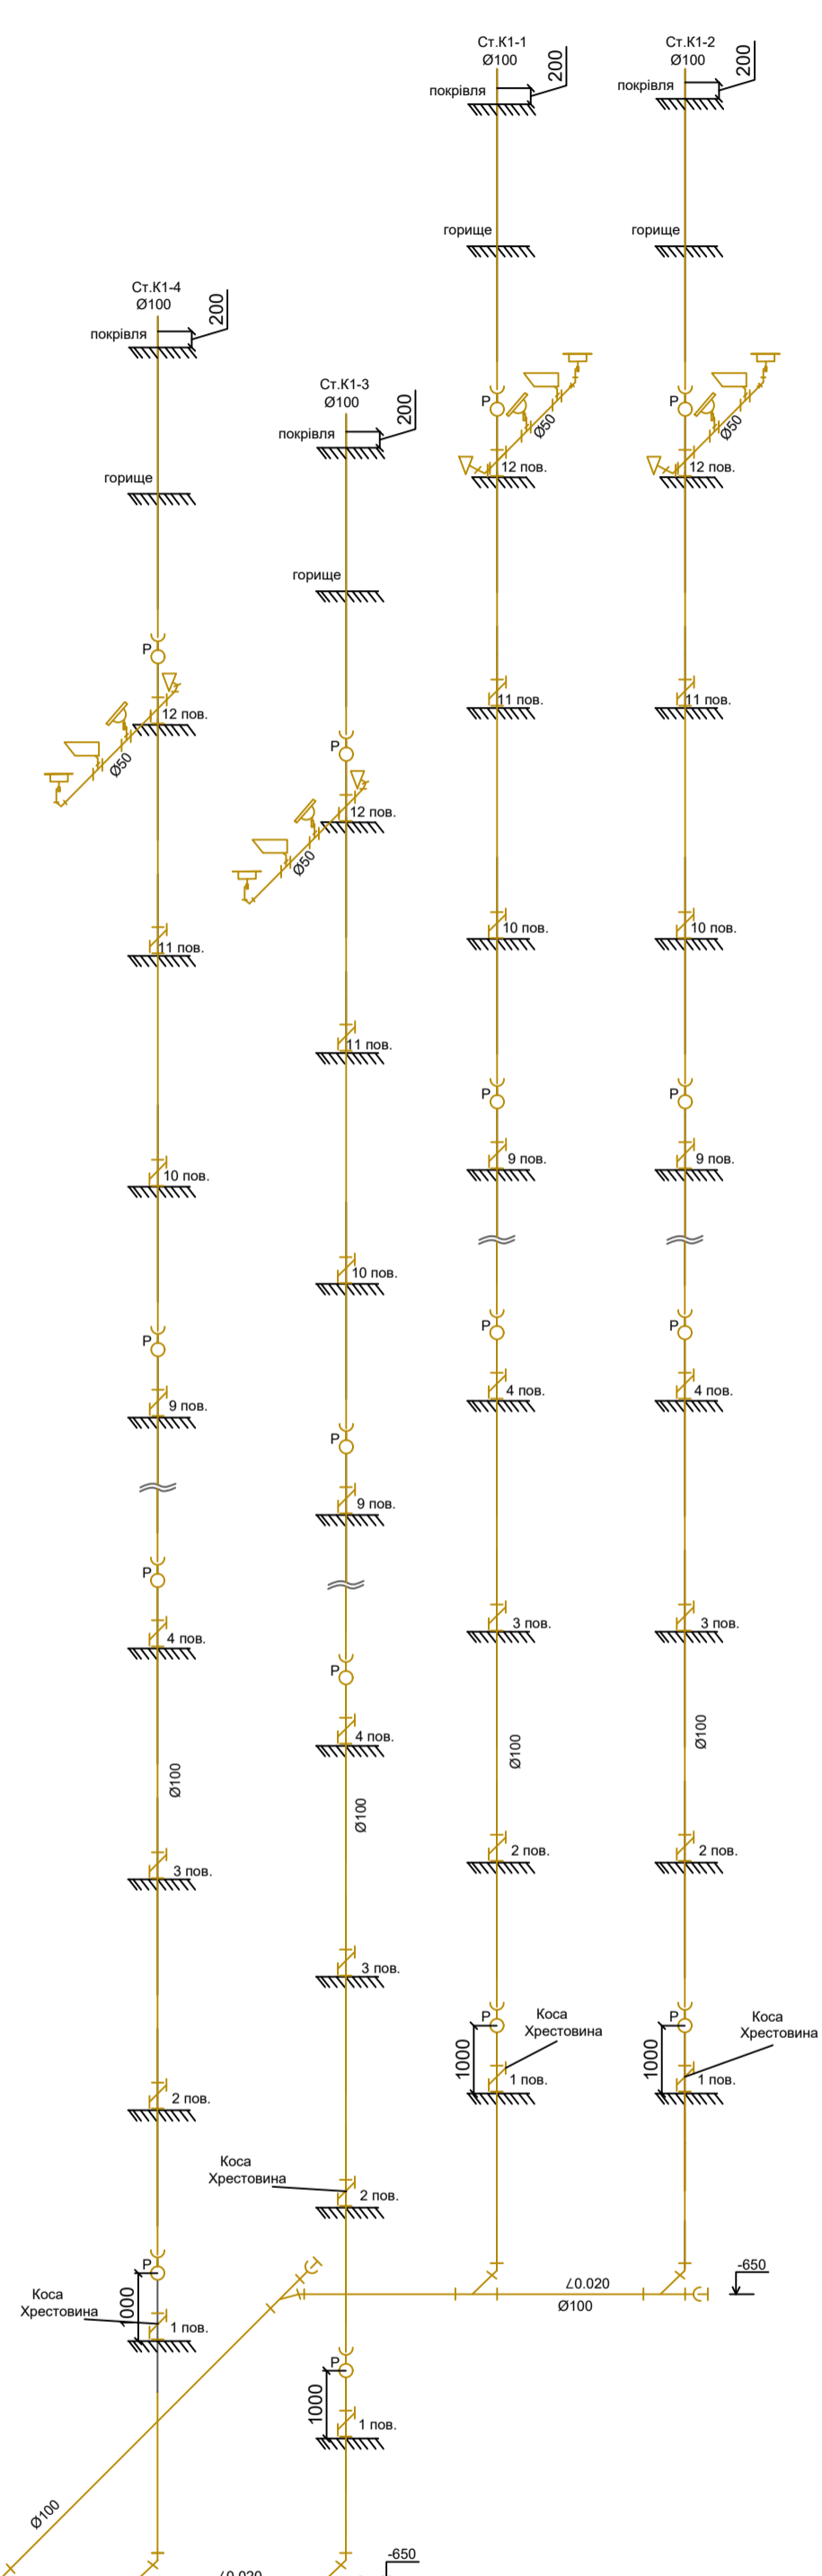 Ст.К1-1
Ø100
200
покрівля
горище
P
Ø50
12 пов.
11 пов.
10 пов.
P
9 пов.
P
4 пов.
3 пов.
Ø100
2 пов.
P
Коса
Хрестовина
1000
1 пов.
Ст.К1-2
Ø100
200
покрівля
горище
P
Ø50
12 пов.
11 пов.
10 пов.
P
9 пов.
P
4 пов.
3 пов.
Ø100
2 пов.
P
Коса
Хрестовина
1000
1 пов.
-650
∠0.020
Ø100
Ст.К1-4
Ø100
200
покрівля
горище
P
12 пов.
Ø50
11 пов.
10 пов.
P
9 пов.
P
4 пов.
Ø100
3 пов.
2 пов.
P
Коса
Хрестовина
1000
1 пов.
Ø100
Ст.К1-3
Ø100
200
покрівля
горище
P
12 пов.
Ø50
11 пов.
10 пов.
P
9 пов.
P
4 пов.
Ø100
3 пов.
Коса
Хрестовина
2 пов.
P
1000
1 пов.
-650
∠0.020